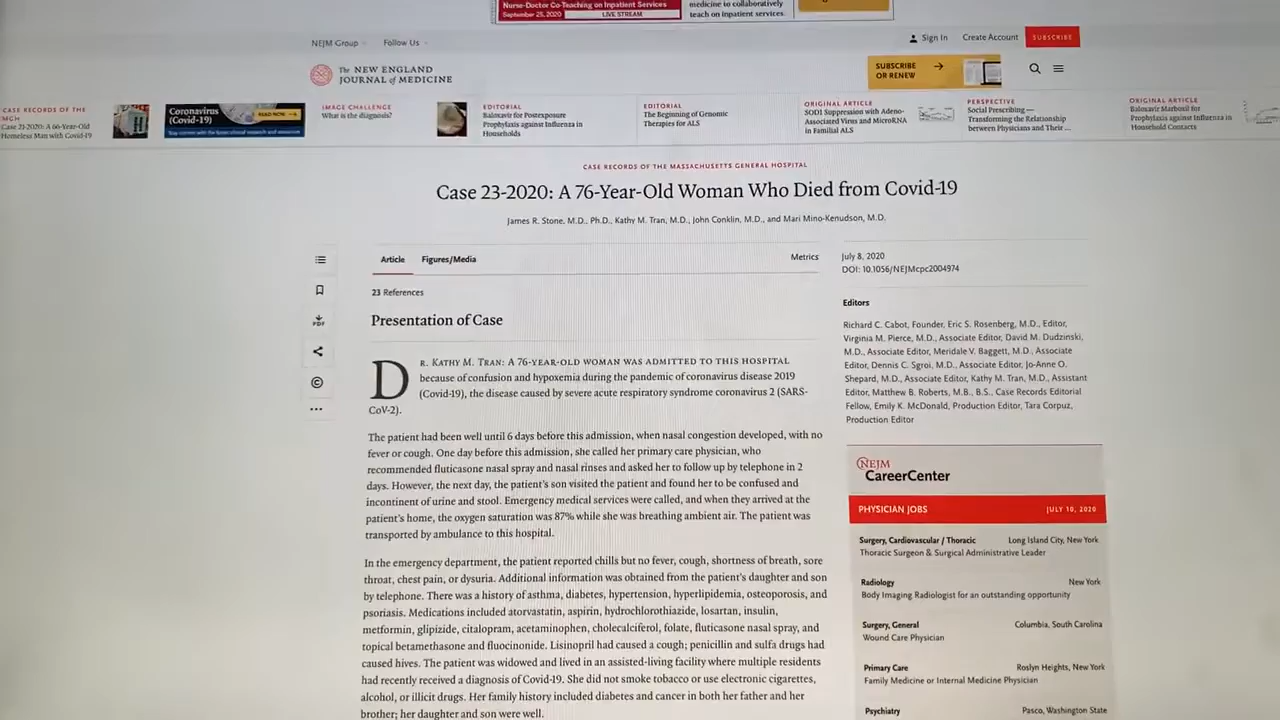 Nurse-Doctor Co-Teaching on Inpatient Services
September 25, 2020 LIVE STREAM
medicine to collaboratively
teach on inpatient services.
NEJM Group
Follow Us
Sign In
Create Account
SUBSCRIBE
The NEW ENGLAND
JOURNAL of MEDICINE
SUBSCRIBE
OR RENEW
CASE RECORDS OF THE
MGH
Case 21-2020: A 66-Year-Old
Homeless Man with Covid-19
Coronavirus
(Covid-19)
READ NOW
IMAGE CHALLENGE
What is the diagnosis?
EDITORIAL
Baloxavir for Postexposure
Prophylaxis against Influenza in
Households
EDITORIAL
The Beginning of Genomic
Therapies for ALS
ORIGINAL ARTICLE
SOD1 Suppression with Adeno-
Associated Virus and MicroRNA
in Familial ALS
PERSPECTIVE
Social Prescribing —
Transforming the Relationship
between Physicians and Their ...
ORIGINAL ARTICLE
Baloxavir Marboxil for
Prophylaxis against Influenza in
Household Contacts
CASE RECORDS OF THE MASSACHUSETTS GENERAL HOSPITAL
Case 23-2020: A 76-Year-Old Woman Who Died from Covid-19
James R. Stone, M.D., Ph.D., Kathy M. Tran, M.D., John Conklin, M.D., and Mari Mino-Kenudson, M.D.
Article
Figures/Media
Metrics
23 References
Presentation of Case
DR. KATHY M. TRAN: A 76-YEAR-OLD WOMAN WAS ADMITTED TO THIS HOSPITAL
because of confusion and hypoxemia during the pandemic of coronavirus disease 2019
(Covid-19), the disease caused by severe acute respiratory syndrome coronavirus 2 (SARS-
CoV-2).
The patient had been well until 6 days before this admission, when nasal congestion developed, with no
fever or cough. One day before this admission, she called her primary care physician, who
recommended fluticasone nasal spray and nasal rinses and asked her to follow up by telephone in 2
days. However, the next day, the patient's son visited the patient and found her to be confused and
incontinent of urine and stool. Emergency medical services were called, and when they arrived at the
patient's home, the oxygen saturation was 87% while she was breathing ambient air. The patient was
transported by ambulance to this hospital.
In the emergency department, the patient reported chills but no fever, cough, shortness of breath, sore
throat, chest pain, or dysuria. Additional information was obtained from the patient's daughter and son
by telephone. There was a history of asthma, diabetes, hypertension, hyperlipidemia, osteoporosis, and
psoriasis. Medications included atorvastatin, aspirin, hydrochlorothiazide, losartan, insulin,
metformin, glipizide, citalopram, acetaminophen, cholecalciferol, folate, fluticasone nasal spray, and
topical betamethasone and fluocinonide. Lisinopril had caused a cough; penicillin and sulfa drugs had
caused hives. The patient was widowed and lived in an assisted-living facility where multiple residents
had recently received a diagnosis of Covid-19. She did not smoke tobacco or use electronic cigarettes,
alcohol, or illicit drugs. Her family history included diabetes and cancer in both her father and her
brother; her daughter and son were well.
PDF
July 8, 2020
DOI: 10.1056/NEJMcpc2004974
Editors
Richard C. Cabot, Founder, Eric S. Rosenberg, M.D., Editor,
Virginia M. Pierce, M.D., Associate Editor, David M. Dudzinski,
M.D., Associate Editor, Meridale V. Baggett, M.D., Associate
Editor, Dennis C. Sgroi, M.D., Associate Editor, Jo-Anne O.
Shepard, M.D., Associate Editor, Kathy M. Tran, M.D., Assistant
Editor, Matthew B. Roberts, M.B., B.S., Case Records Editorial
Fellow, Emily K. McDonald, Production Editor, Tara Corpuz,
Production Editor
NEJM
CareerCenter
PHYSICIAN JOBS JULY 10, 2020
Surgery, Cardiovascular / Thoracic Long Island City, New York
Thoracic Surgeon & Surgical Administrative Leader
Radiology New York
Body Imaging Radiologist for an outstanding opportunity
Surgery, General Columbia, South Carolina
Wound Care Physician
Primary Care Roslyn Heights, New York
Family Medicine or Internal Medicine Physician
Psychiatry Pasco, Washington State